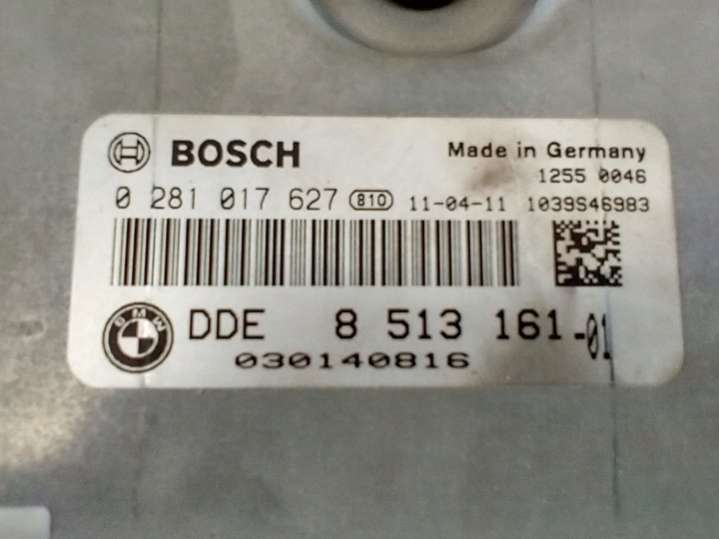 BOSCH Made in Germany
1255 0046
0 281 017 627 810 11-04-11 1039S46983
BMW DDE 8 513 161-01
030140816